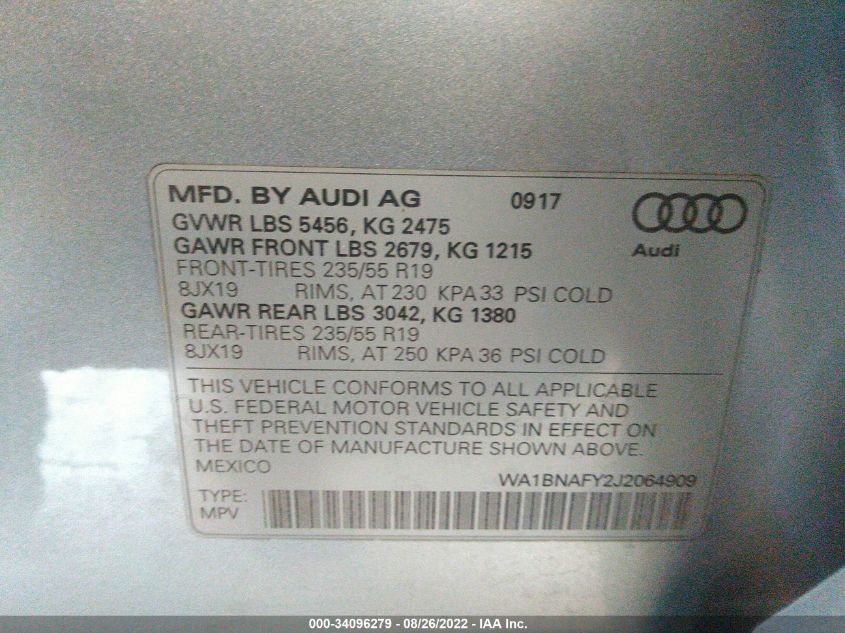 MFD. BY AUDI AG 0917
GVWR LBS 5456, KG 2475
GAWR FRONT LBS 2679, KG 1215
Audi
FRONT-TIRES 235/55 R19
8JX19 RIMS, AT 230 KPA 33 PSI COLD
GAWR REAR LBS 3042, KG 1380
REAR-TIRES 235/55 R19
8JX19 RIMS, AT 250 KPA 36 PSI COLD
THIS VEHICLE CONFORMS TO ALL APPLICABLE
U.S. FEDERAL MOTOR VEHICLE SAFETY AND
THEFT PREVENTION STANDARDS IN EFFECT ON
THE DATE OF MANUFACTURE SHOWN ABOVE.
MEXICO
WA1BNAFY2J2064909
TYPE:
MPV
000-34096279 - 08/26/2022 - IAA Inc.